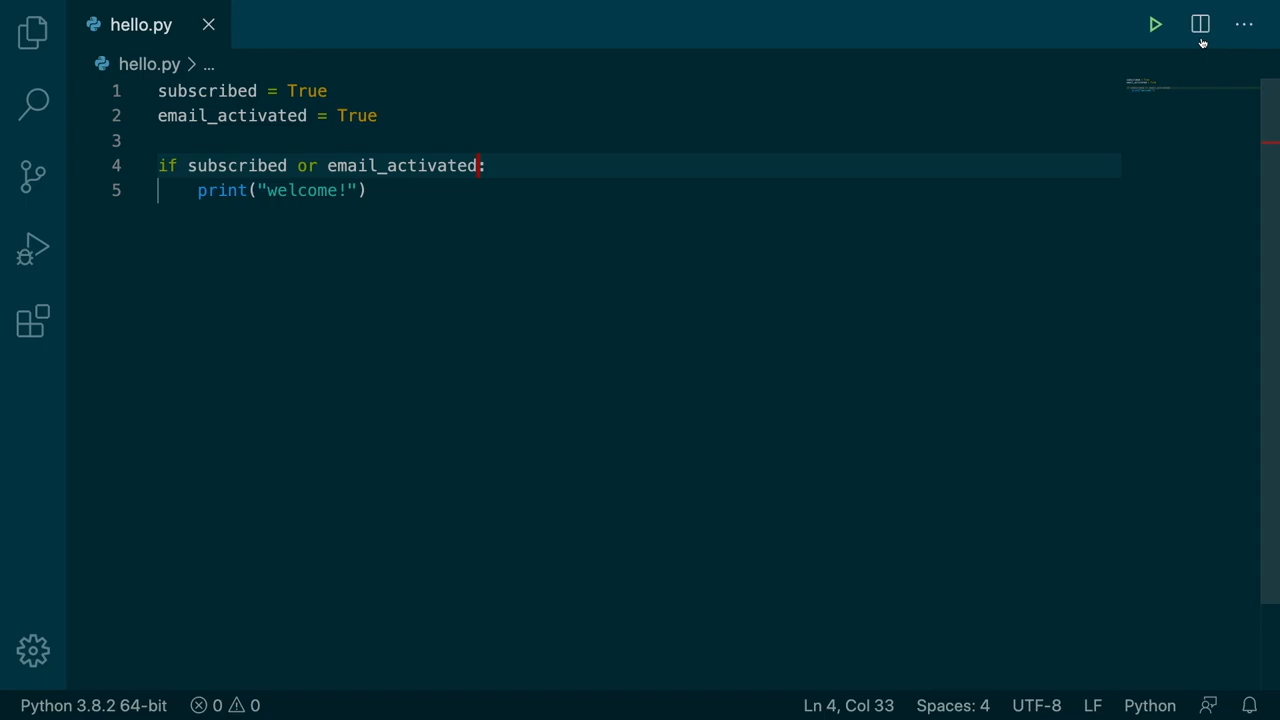 hello.py
hello.py > ...
1 subscribed = True
2 email_activated = True
3
4 if subscribed or email_activated:
5     print("welcome!")
Python 3.8.2 64-bit 0 0 Ln 4, Col 33 Spaces: 4 UTF-8 LF Python